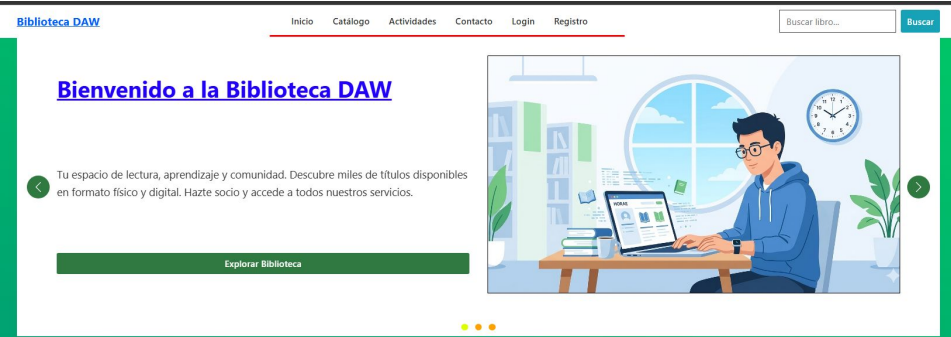 Biblioteca DAW
Inicio Catálogo Actividades Contacto Login Registro
Buscar libro...
Buscar
Bienvenido a la Biblioteca DAW
Tu espacio de lectura, aprendizaje y comunidad. Descubre miles de títulos disponibles
en formato físico y digital. Hazte socio y accede a todos nuestros servicios.
Explorar Biblioteca